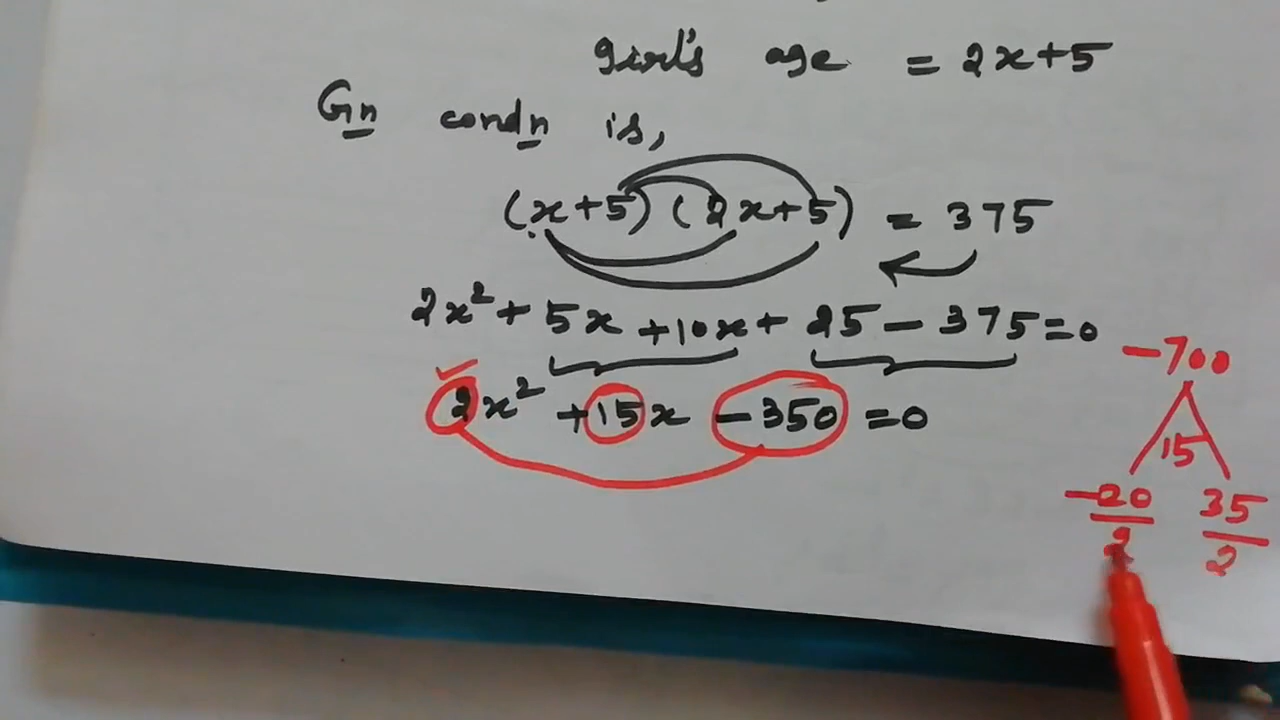 Girl's age = 2x+5
Gn condn is,
(x+5) (2x+5) = 375
2x² + 5x +10x + 25 - 375 = 0
2x² +15x -350 = 0
-700
15
-20/2 35/2